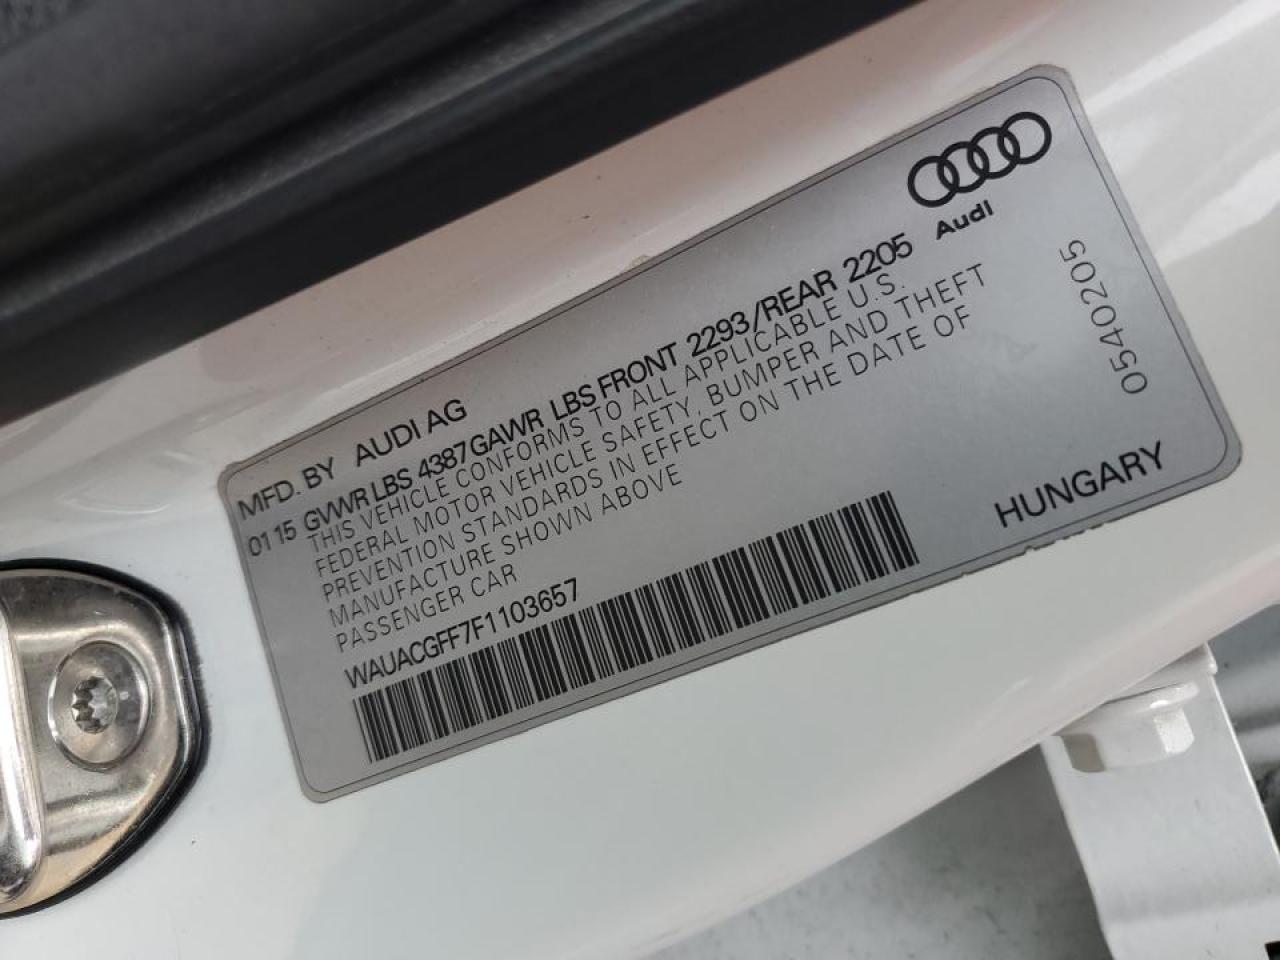 Audi
MFD. BY AUDI AG
01 15 GVWR LBS 4387 GAWR LBS FRONT 2293/REAR 2205
THIS VEHICLE CONFORMS TO ALL APPLICABLE U.S.
FEDERAL MOTOR VEHICLE SAFETY, BUMPER AND THEFT
PREVENTION STANDARDS IN EFFECT ON THE DATE OF
MANUFACTURE SHOWN ABOVE
PASSENGER CAR
WAUACGFF7F1103657
HUNGARY
0540205